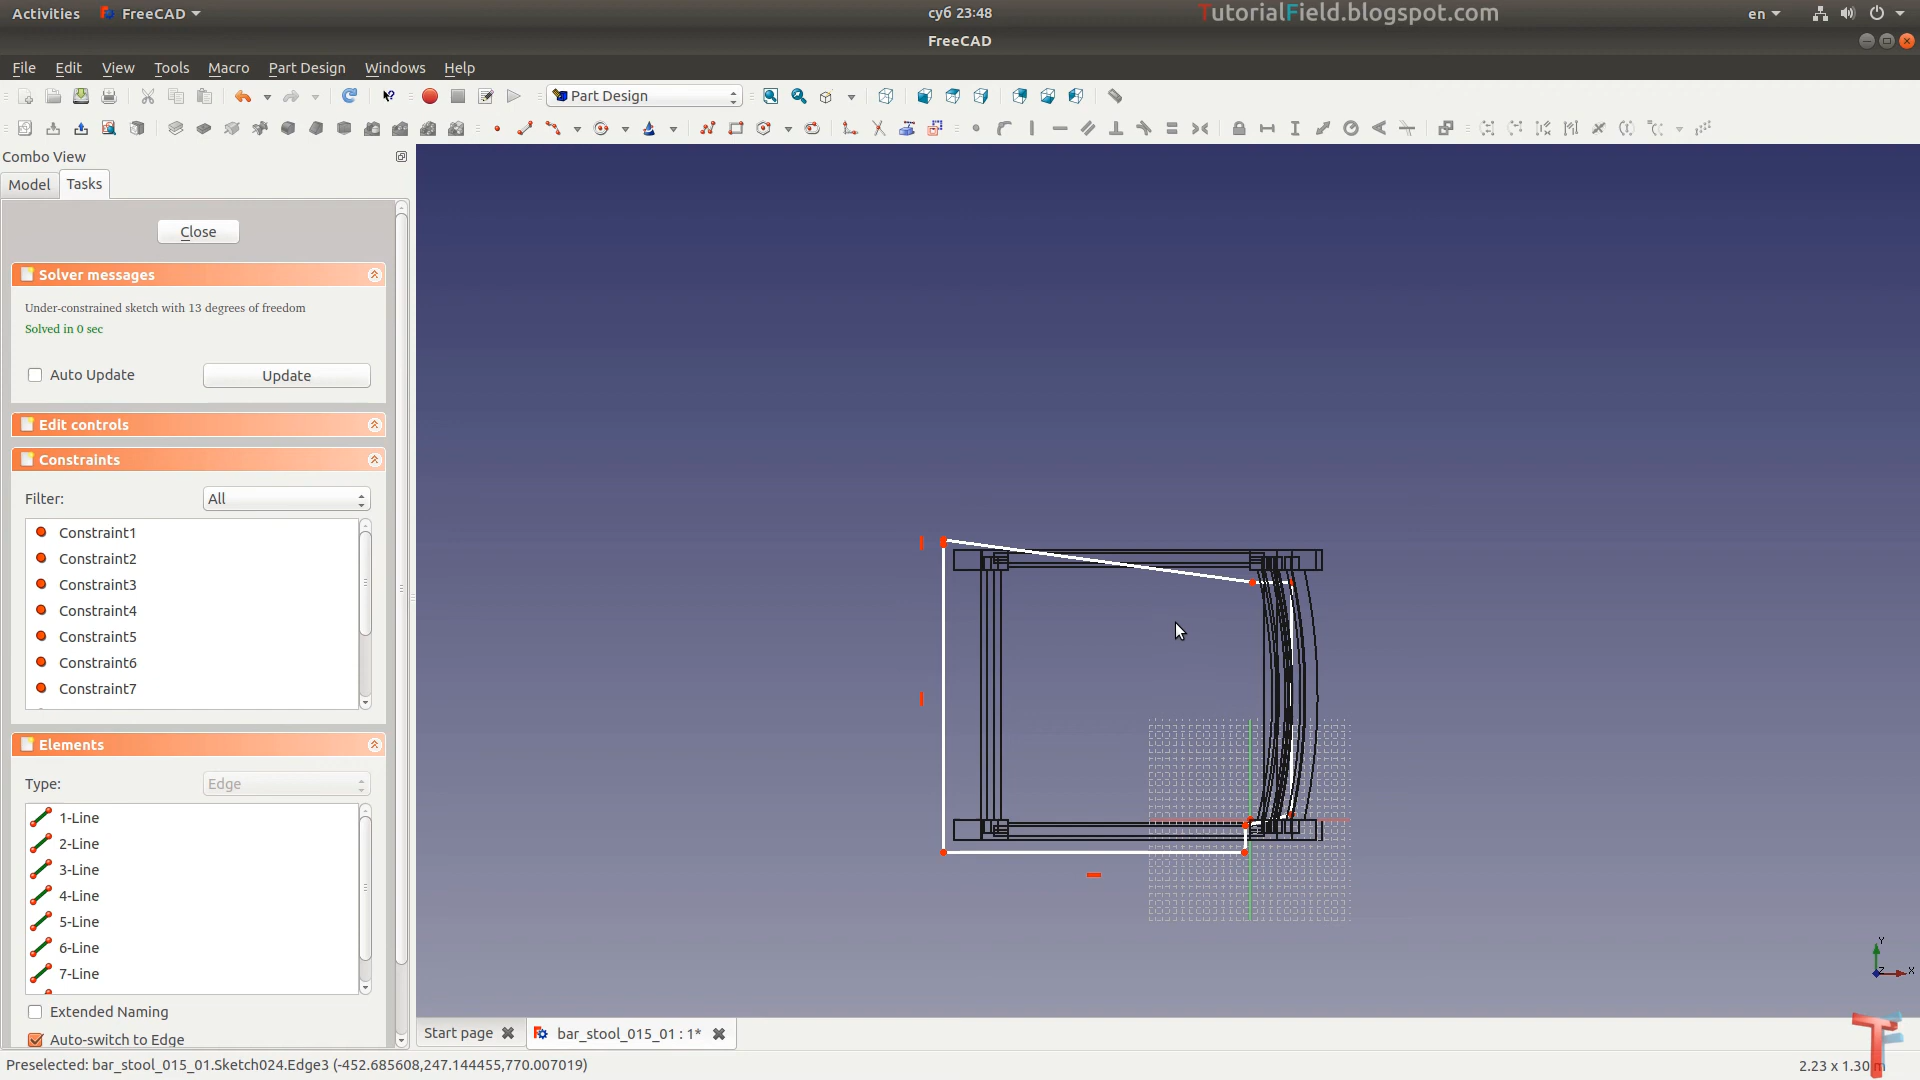 Activities FreeCAD суб 23:48 TutorialField.blogspot.com en
FreeCAD
File Edit View Tools Macro Part Design Windows Help
Part Design
Combo View
Model Tasks
Close
Solver messages
Under-constrained sketch with 13 degrees of freedom
Solved in 0 sec
Auto Update Update
Edit controls
Constraints
Filter: All
Constraint1
Constraint2
Constraint3
Constraint4
Constraint5
Constraint6
Constraint7
Elements
Type: Edge
1-Line
2-Line
3-Line
4-Line
5-Line
6-Line
7-Line
Extended Naming
Auto-switch to Edge
Y
Z X
Start page bar_stool_015_01 : 1*
Preselected: bar_stool_015_01.Sketch024.Edge3 (-452.685608,247.144455,770.007019) 2.23 x 1.30 m
TF